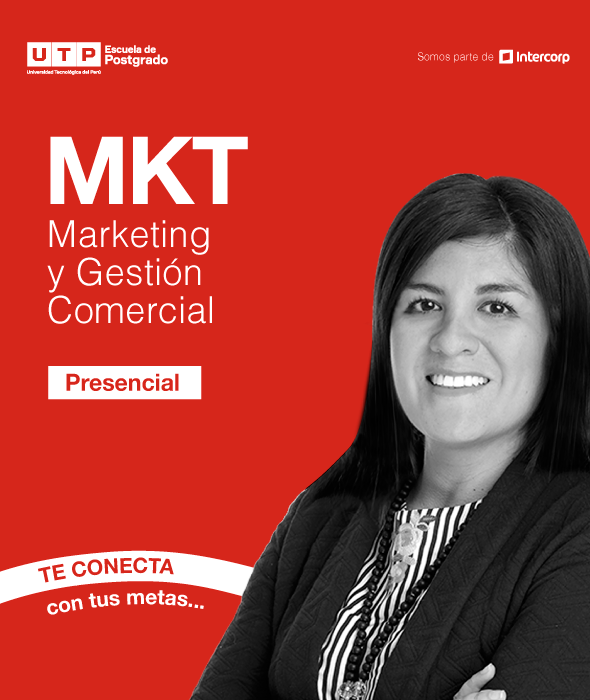 UTP
Escuela de
Postgrado
Universidad Tecnológica del Perú
Somos parte de Intercorp
MKT
Marketing
y Gestión
Comercial
Presencial
TE CONECTA
con tus metas...